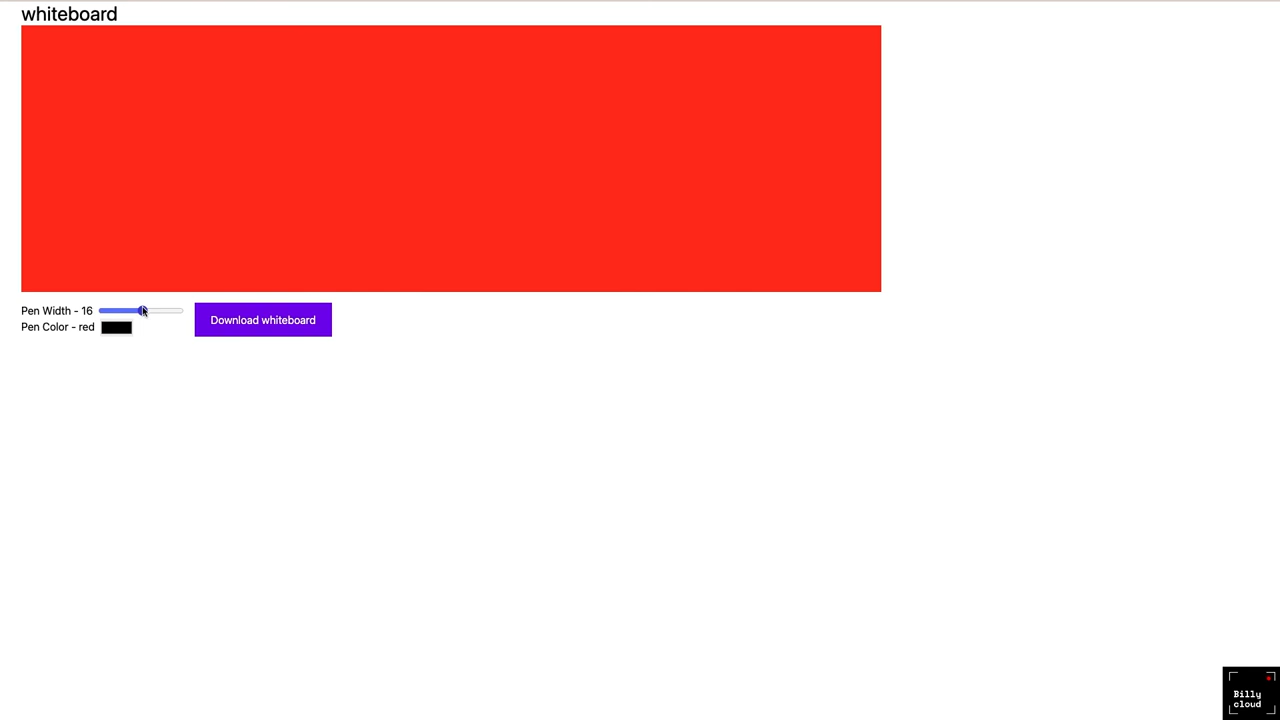 whiteboard
Pen Width - 16
Pen Color - red
Download whiteboard
Billy
cloud